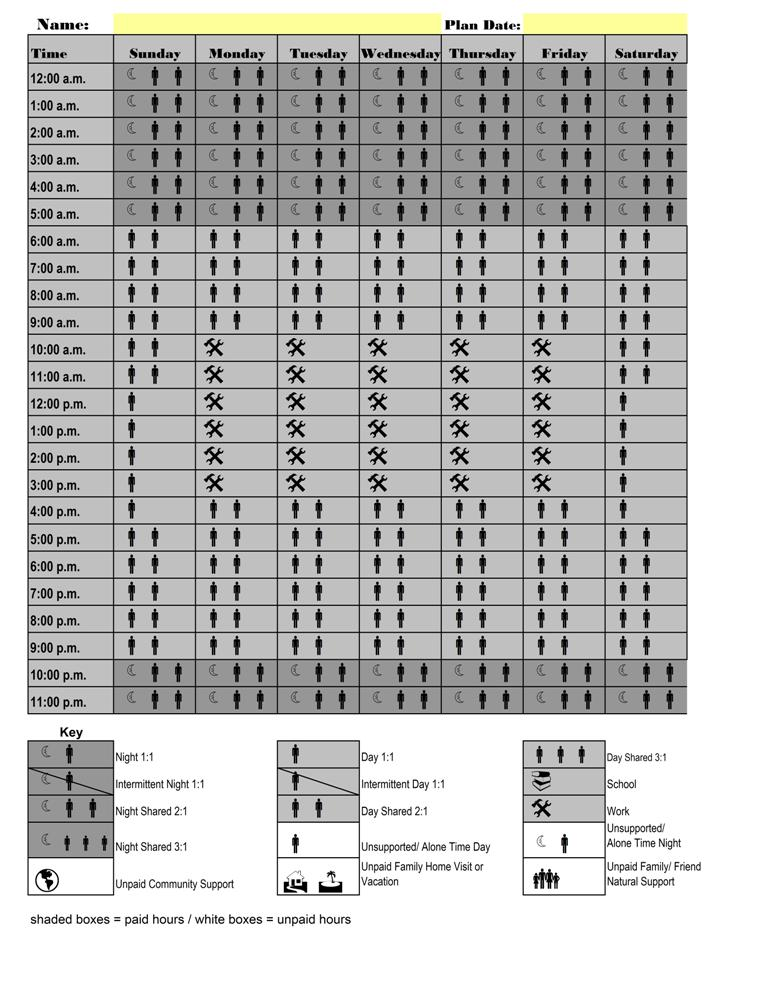 Name: Plan Date:
Time Sunday Monday Tuesday Wednesday Thursday Friday Saturday
12:00 a.m.
1:00 a.m.
2:00 a.m.
3:00 a.m.
4:00 a.m.
5:00 a.m.
6:00 a.m.
7:00 a.m.
8:00 a.m.
9:00 a.m.
10:00 a.m.
11:00 a.m.
12:00 p.m.
1:00 p.m.
2:00 p.m.
3:00 p.m.
4:00 p.m.
5:00 p.m.
6:00 p.m.
7:00 p.m.
8:00 p.m.
9:00 p.m.
10:00 p.m.
11:00 p.m.
Key
Night 1:1 Day 1:1 Day Shared 3:1
Intermittent Night 1:1 Intermittent Day 1:1 School
Night Shared 2:1 Day Shared 2:1 Work
Night Shared 3:1 Unsupported/ Alone Time Day
Unsupported/
Alone Time Night
Unpaid Community Support
Unpaid Family Home Visit or
Vacation
Unpaid Family/ Friend
Natural Support
shaded boxes = paid hours / white boxes = unpaid hours